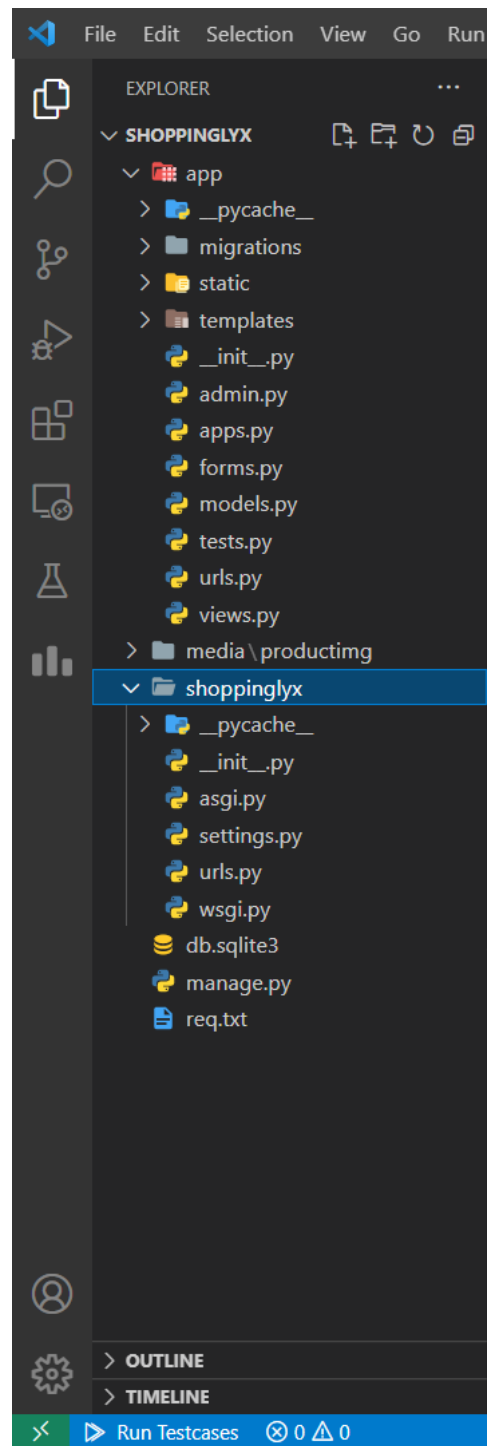 File Edit Selection View Go Run
EXPLORER ...
SHOPPINGLYX
app
__pycache__
migrations
static
templates
__init__.py
admin.py
apps.py
forms.py
models.py
tests.py
urls.py
views.py
media\productimg
shoppinglyx
__pycache__
__init__.py
asgi.py
settings.py
urls.py
wsgi.py
db.sqlite3
manage.py
req.txt
OUTLINE
TIMELINE
Run Testcases 0 0